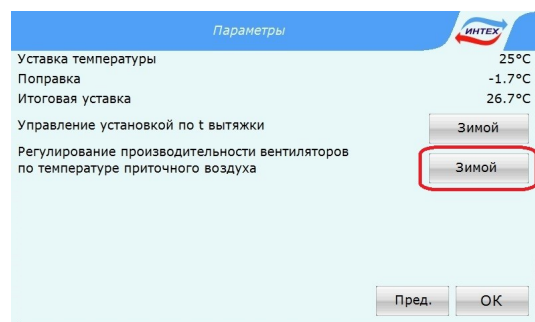 Параметры
ИНТЕХ
Уставка температуры 25°C
Поправка -1.7°C
Итоговая уставка 26.7°C
Управление установкой по t вытяжки Зимой
Регулирование производительности вентиляторов
по температуре приточного воздуха Зимой
Пред. OK